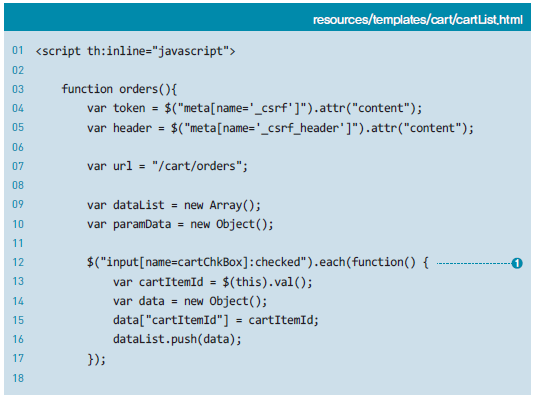 resources/templates/cart/cartList.html
01 <script th:inline="javascript">
02
03 function orders(){
04 var token = $("meta[name='_csrf']").attr("content");
05 var header = $("meta[name='_csrf_header']").attr("content");
06
07 var url = "/cart/orders";
08
09 var dataList = new Array();
10 var paramData = new Object();
11
12 $("input[name=cartChkBox]:checked").each(function() { 1
13 var cartItemId = $(this).val();
14 var data = new Object();
15 data["cartItemId"] = cartItemId;
16 dataList.push(data);
17 });
18